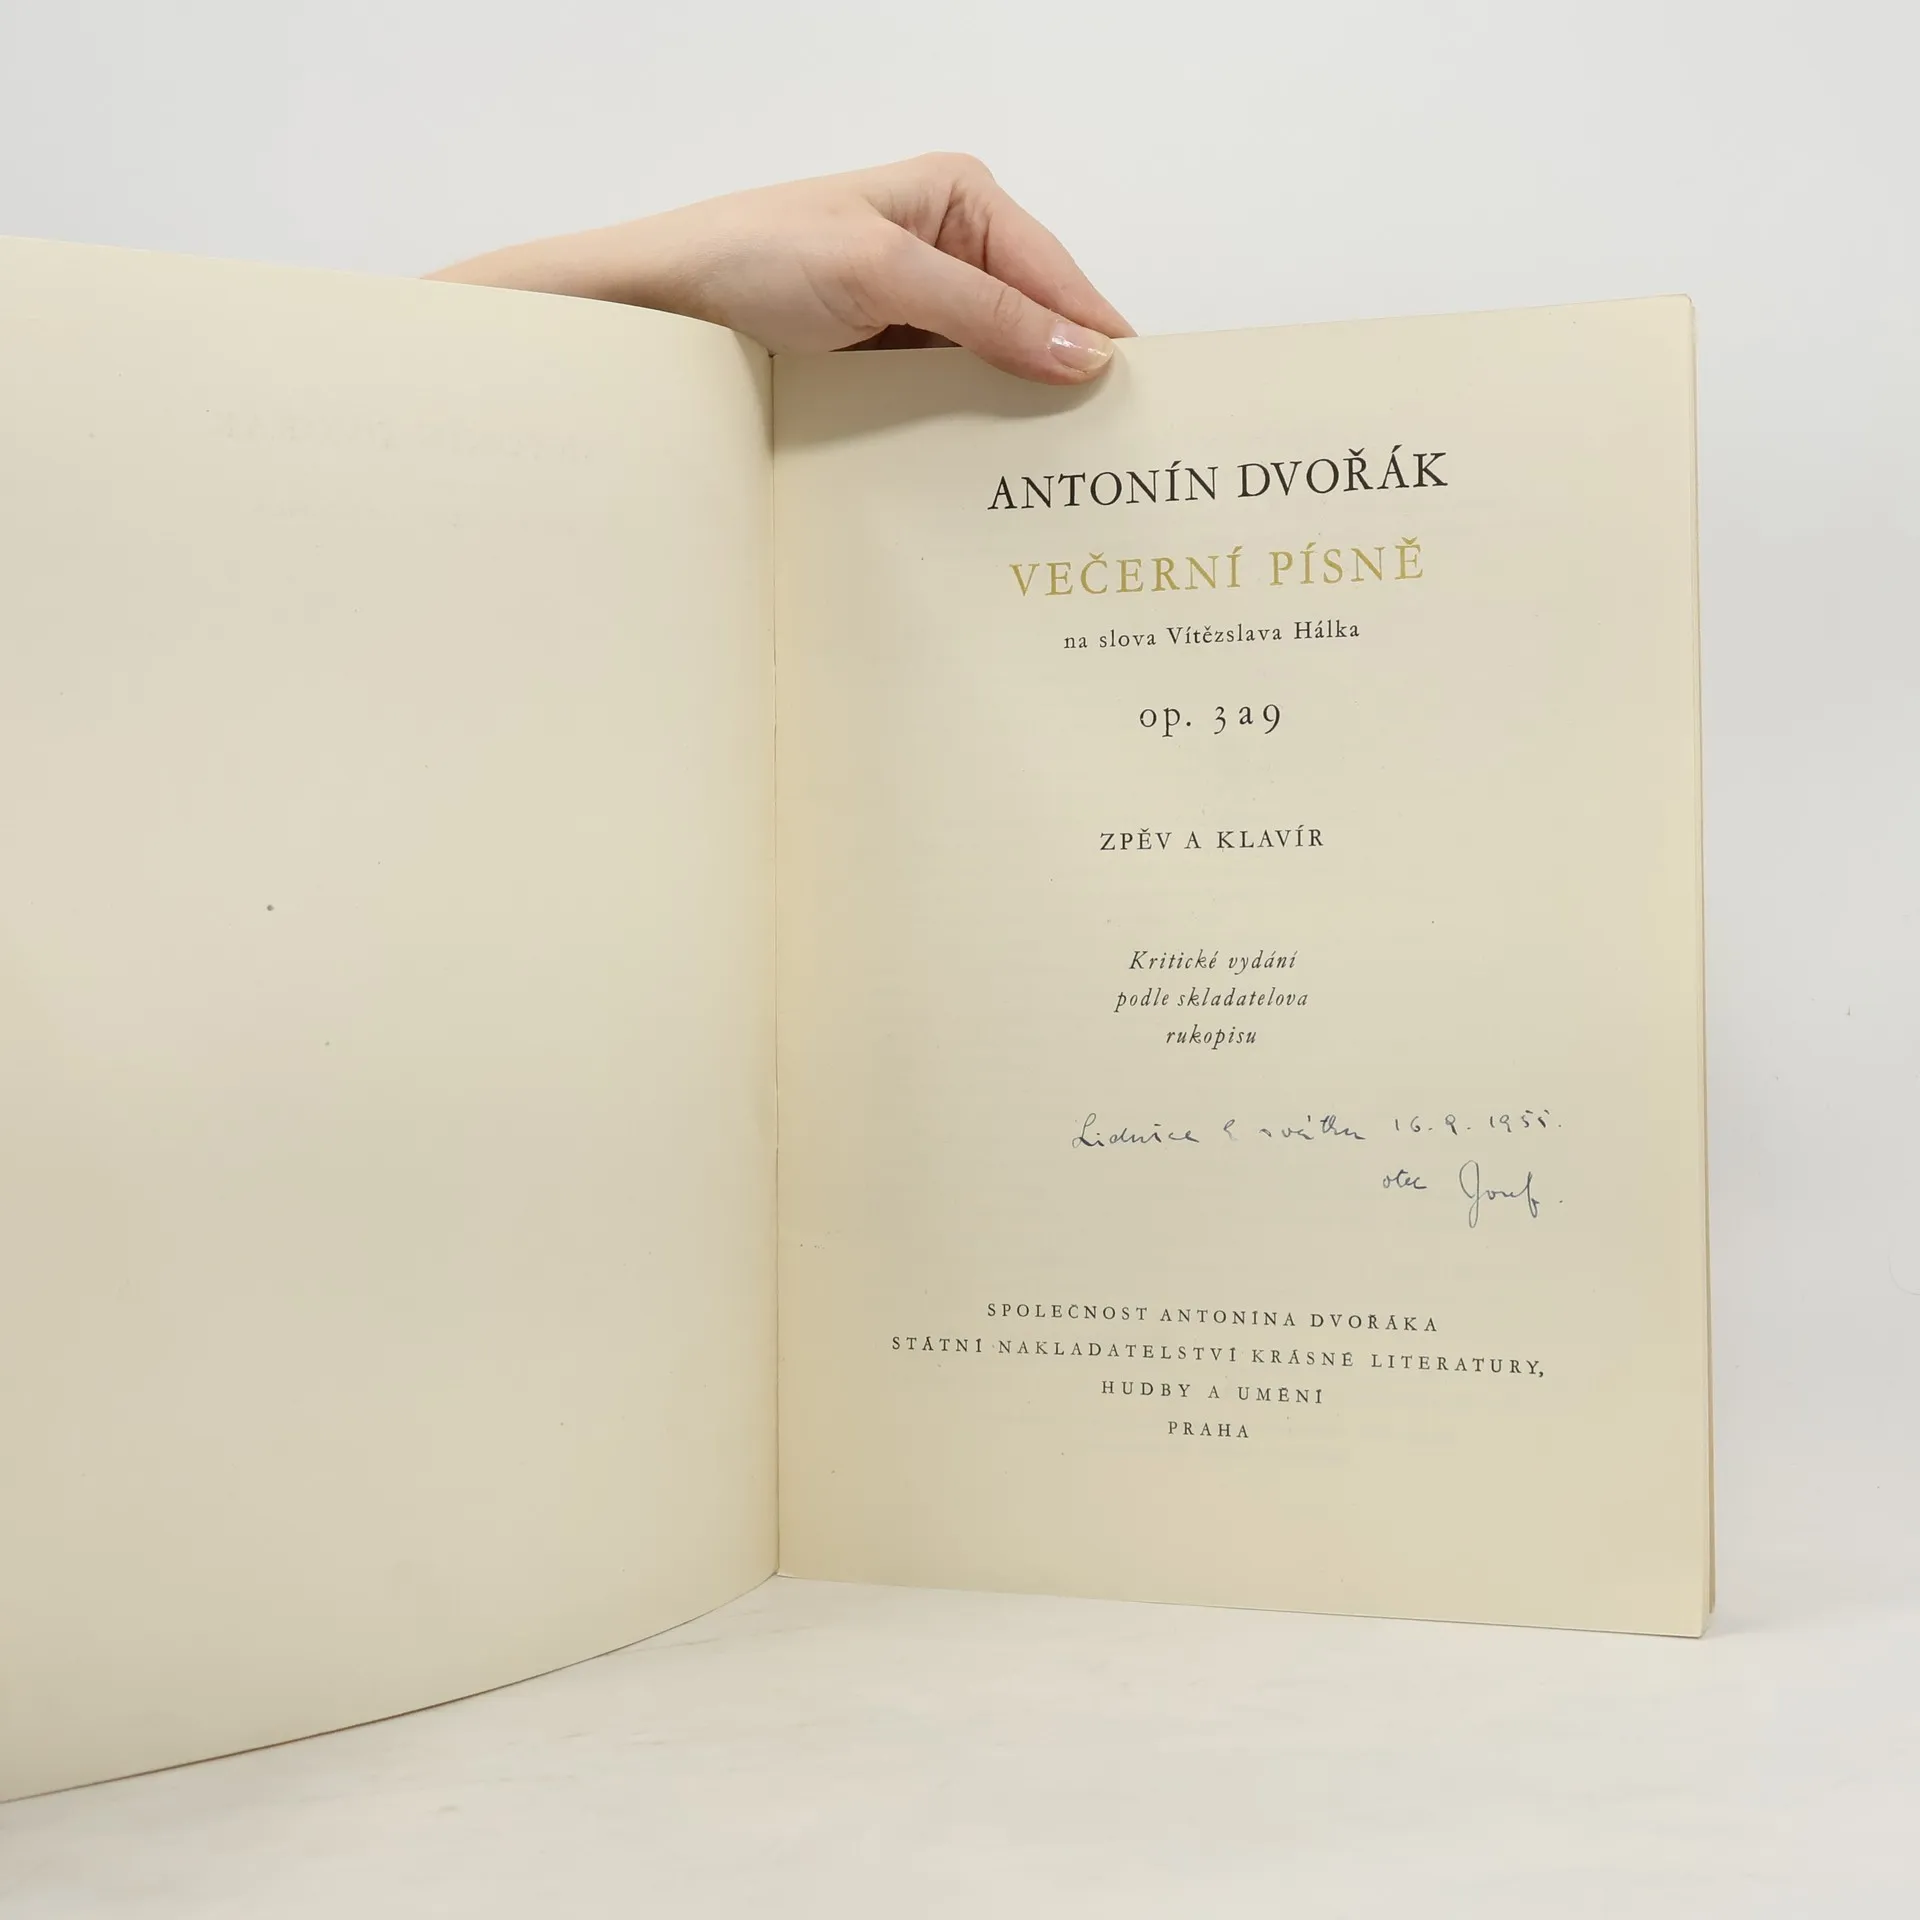 ANTONÍN DVOŘÁK
VEČERNÍ PÍSNĚ
na slova Vítězslava Hálka
op. 3 a 9
ZPĚV A KLAVÍR
Kritické vydání
podle skladatelova
rukopisu
k svátku 16. 9. 1955.
otec Josef.
SPOLEČNOST ANTONÍNA DVOŘÁKA
STÁTNÍ NAKLADATELSTVÍ KRÁSNÉ LITERATURY,
HUDBY A UMĚNÍ
PRAHA